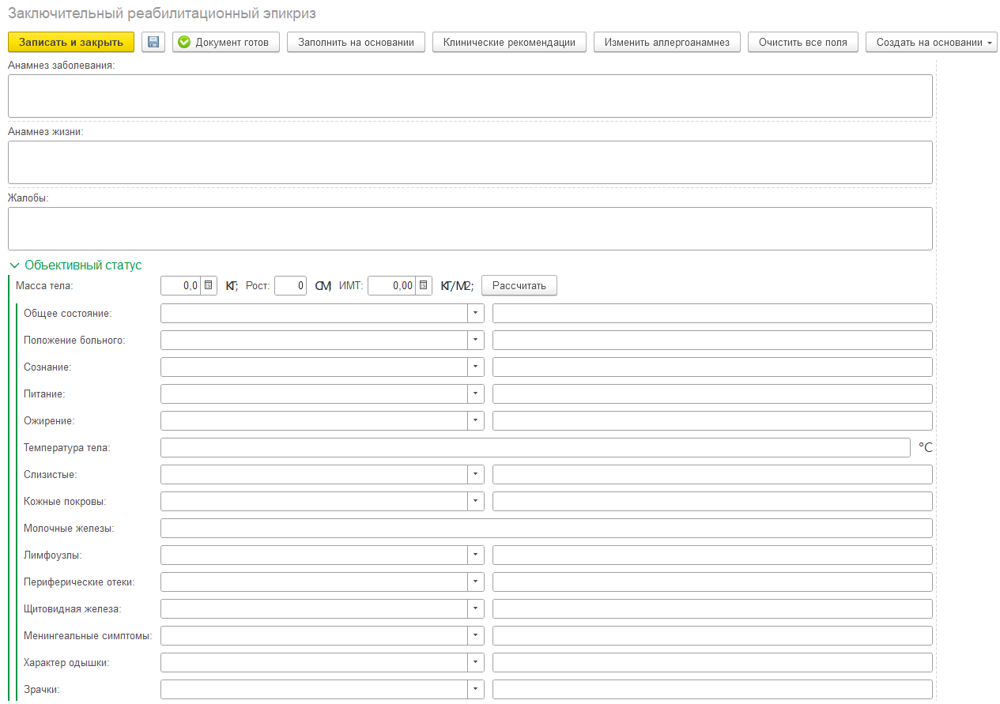 Заключительный реабилитационный эпикриз
Записать и закрыть Документ готов Заполнить на основании Клинические рекомендации Изменить аллергоанамнез Очистить все поля Создать на основании
Анамнез заболевания:
Анамнез жизни:
Жалобы:
Объективный статус
Масса тела: 0,0 КГ; Рост: 0 СМ; ИМТ: 0,00 КГ/М2; Рассчитать
Общее состояние:
Положение больного:
Сознание:
Питание:
Ожирение:
Температура тела: °C
Слизистые:
Кожные покровы:
Молочные железы:
Лимфоузлы:
Периферические отеки:
Щитовидная железа:
Менингеальные симптомы:
Характер одышки:
Зрачки: